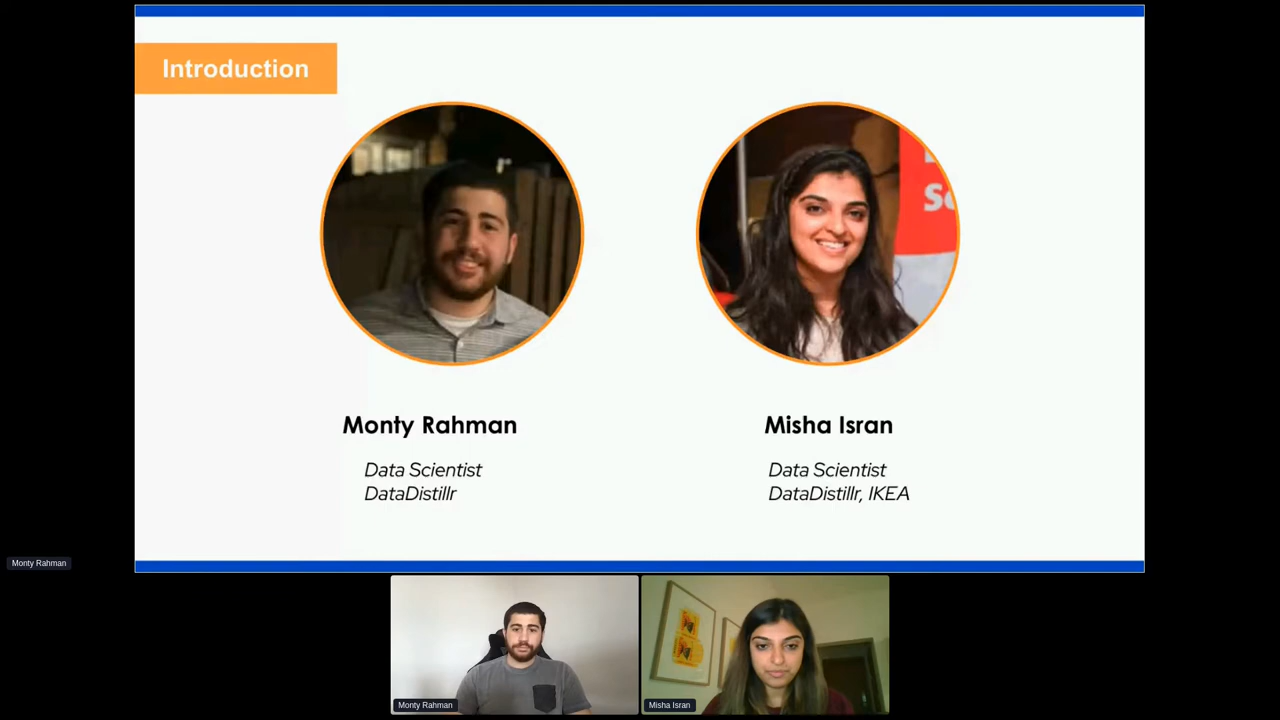 Introduction
Monty Rahman
Data Scientist
DataDistillr
Misha Isran
Data Scientist
DataDistillr, IKEA
Monty Rahman
Monty Rahman
Misha Isran